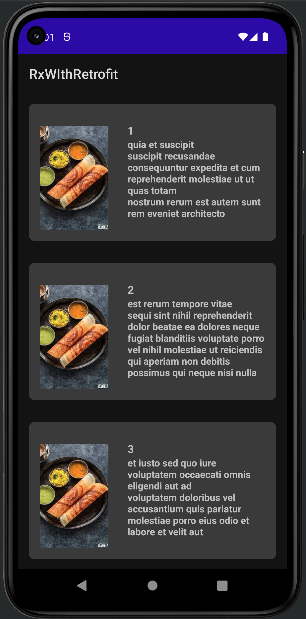 RxWithRetrofit
1
quia et suscipit
suscipit recusandae
consequuntur expedita et cum
reprehenderit molestiae ut ut
quas totam
nostrum rerum est autem sunt
rem eveniet architecto
2
est rerum tempore vitae
sequi sint nihil reprehenderit
dolor beatae ea dolores neque
fugiat blanditiis voluptate porro
vel nihil molestiae ut reiciendis
qui aperiam non debitis
possimus qui neque nisi nulla
3
et iusto sed quo iure
voluptatem occaecati omnis
eligendi aut ad
voluptatem doloribus vel
accusantium quis pariatur
molestiae porro eius odio et
labore et velit aut